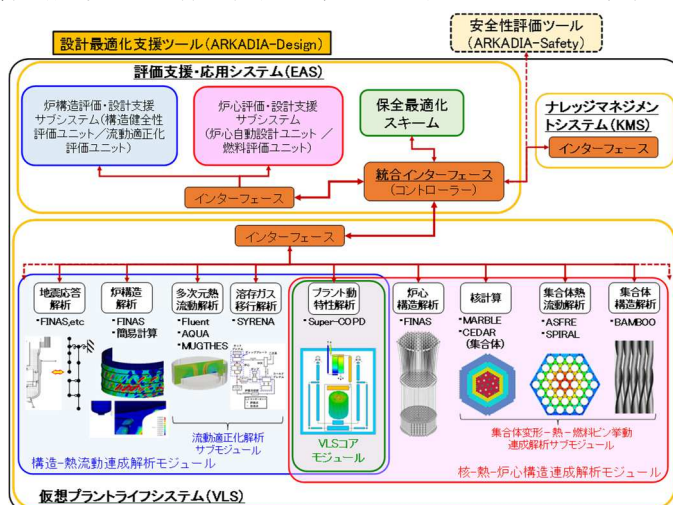 設計最適化支援ツール(ARKADIA-Design)
安全性評価ツール
(ARKADIA-Safety)
評価支援・応用システム(EAS)
炉構造評価・設計支援
サブシステム(構造健全性
評価ユニット/流動適正化
評価ユニット)
炉心評価・設計支援
サブシステム
(炉心自動設計ユニット /
燃料評価ユニット)
保全最適化
スキーム
ナレッジマネジメン
トシステム(KMS)
インターフェース
統合インターフェース
(コントローラー)
インターフェース
インターフェース
地震応答
解析
・FINAS,etc
炉構造
解析
・FINAS
・簡易計算
多次元熱
流動解析
・Fluent
・AQUA
・MUGTHES
溶存ガス
移行解析
・SYRENA
プラント動
特性解析
・Super-COPD
炉心
構造解析
・FINAS
核計算
・MARBLE
・CEDAR
(集合体)
集合体熱
流動解析
・ASFRE
・SPIRAL
集合体
構造解析
・BAMBOO
流動適正化解析
サブモジュール
VLSコア
モジュール
集合体変形-熱-燃料ピン挙動
連成解析サブモジュール
構造-熱流動連成解析モジュール
核-熱-炉心構造連成解析モジュール
仮想プラントライフシステム(VLS)